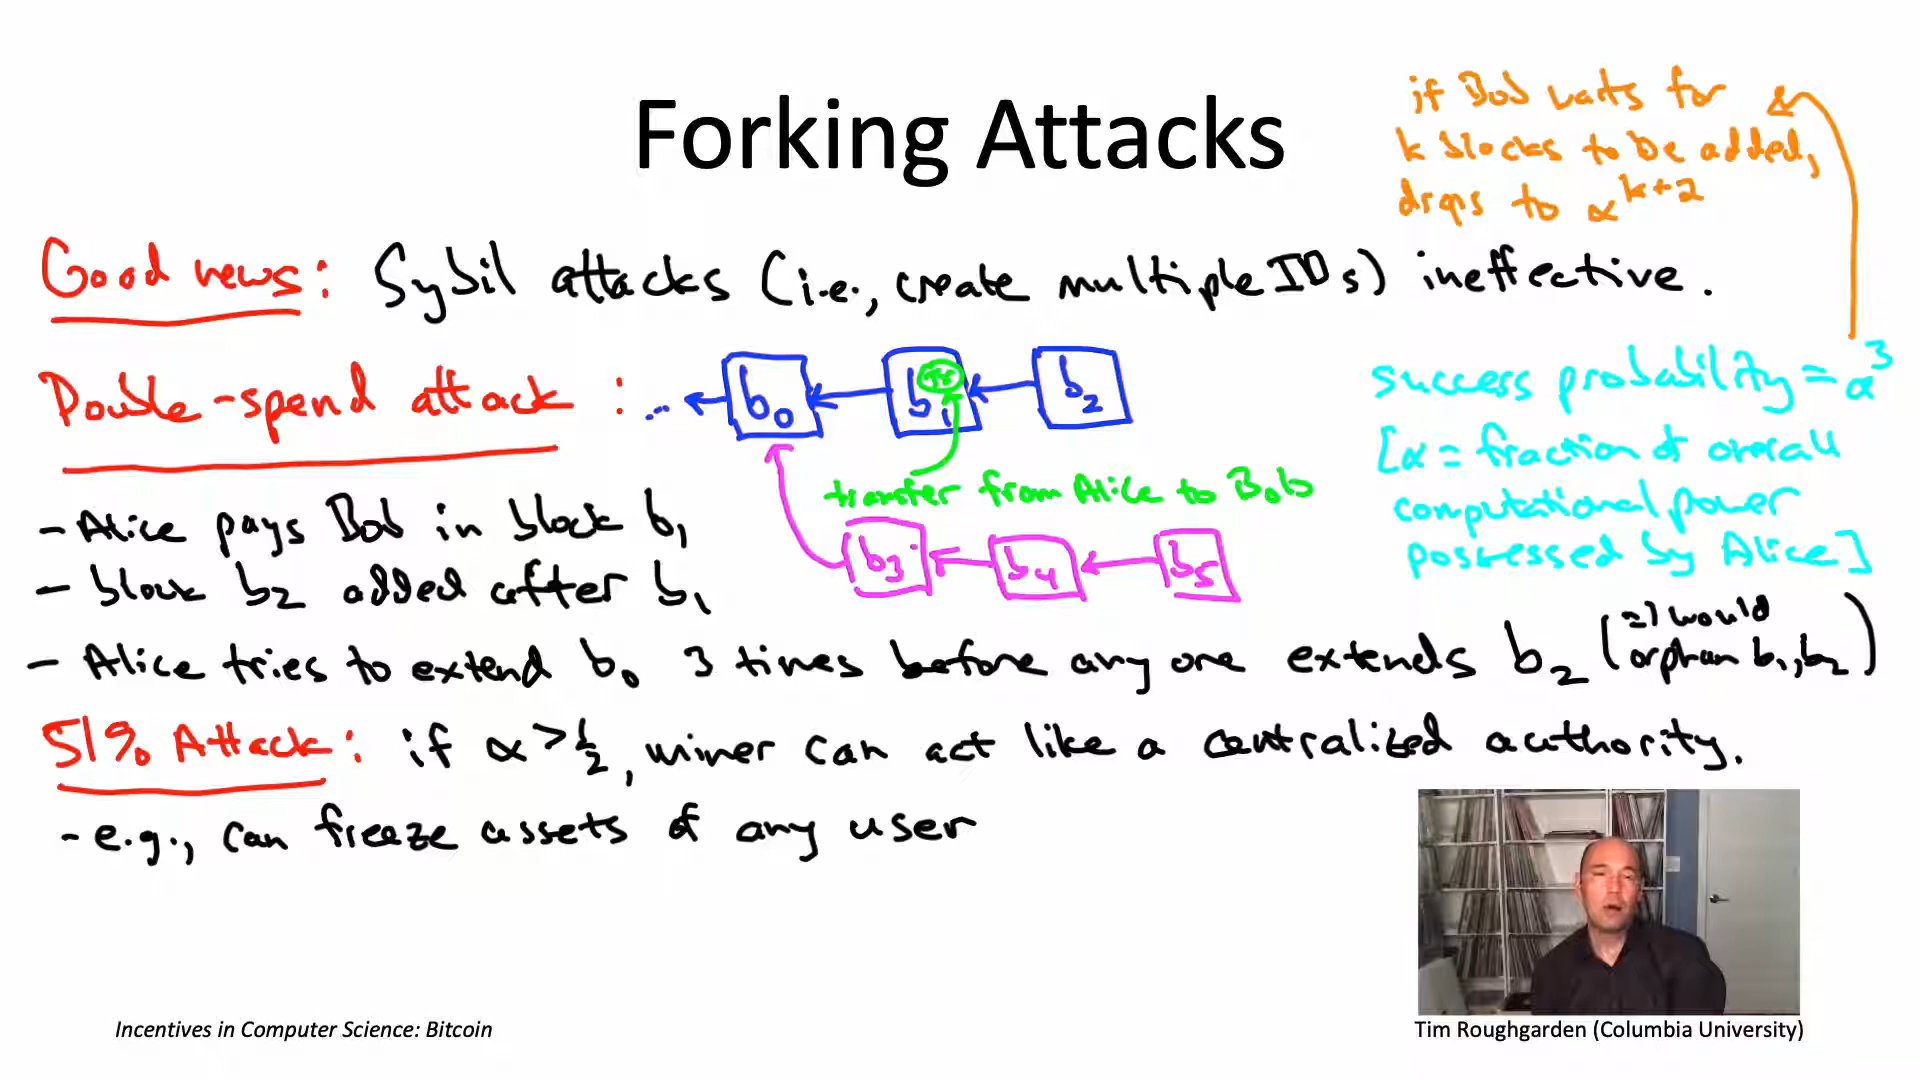 Forking Attacks
if Bob waits for
k blocks to be added,
drops to α^{k+2}
Good news: Sybil attacks (i.e., create multiple IDs) ineffective.
Double-spend attack :
... b₀ b₁ b₂
success probability = α³
[α = fraction of overall
computational power
possessed by Alice]
transfer from Alice to Bob
b₃ b₄ b₅
- Alice pays Bob in block b₁
- block b₂ added after b₁
- Alice tries to extend b₀ 3 times before anyone extends b₂ (=) would
orphan b₁, b₂)
51% Attack: if α > 1/2, miner can act like a centralized authority.
- e.g., can freeze assets of any user
Incentives in Computer Science: Bitcoin
Tim Roughgarden (Columbia University)